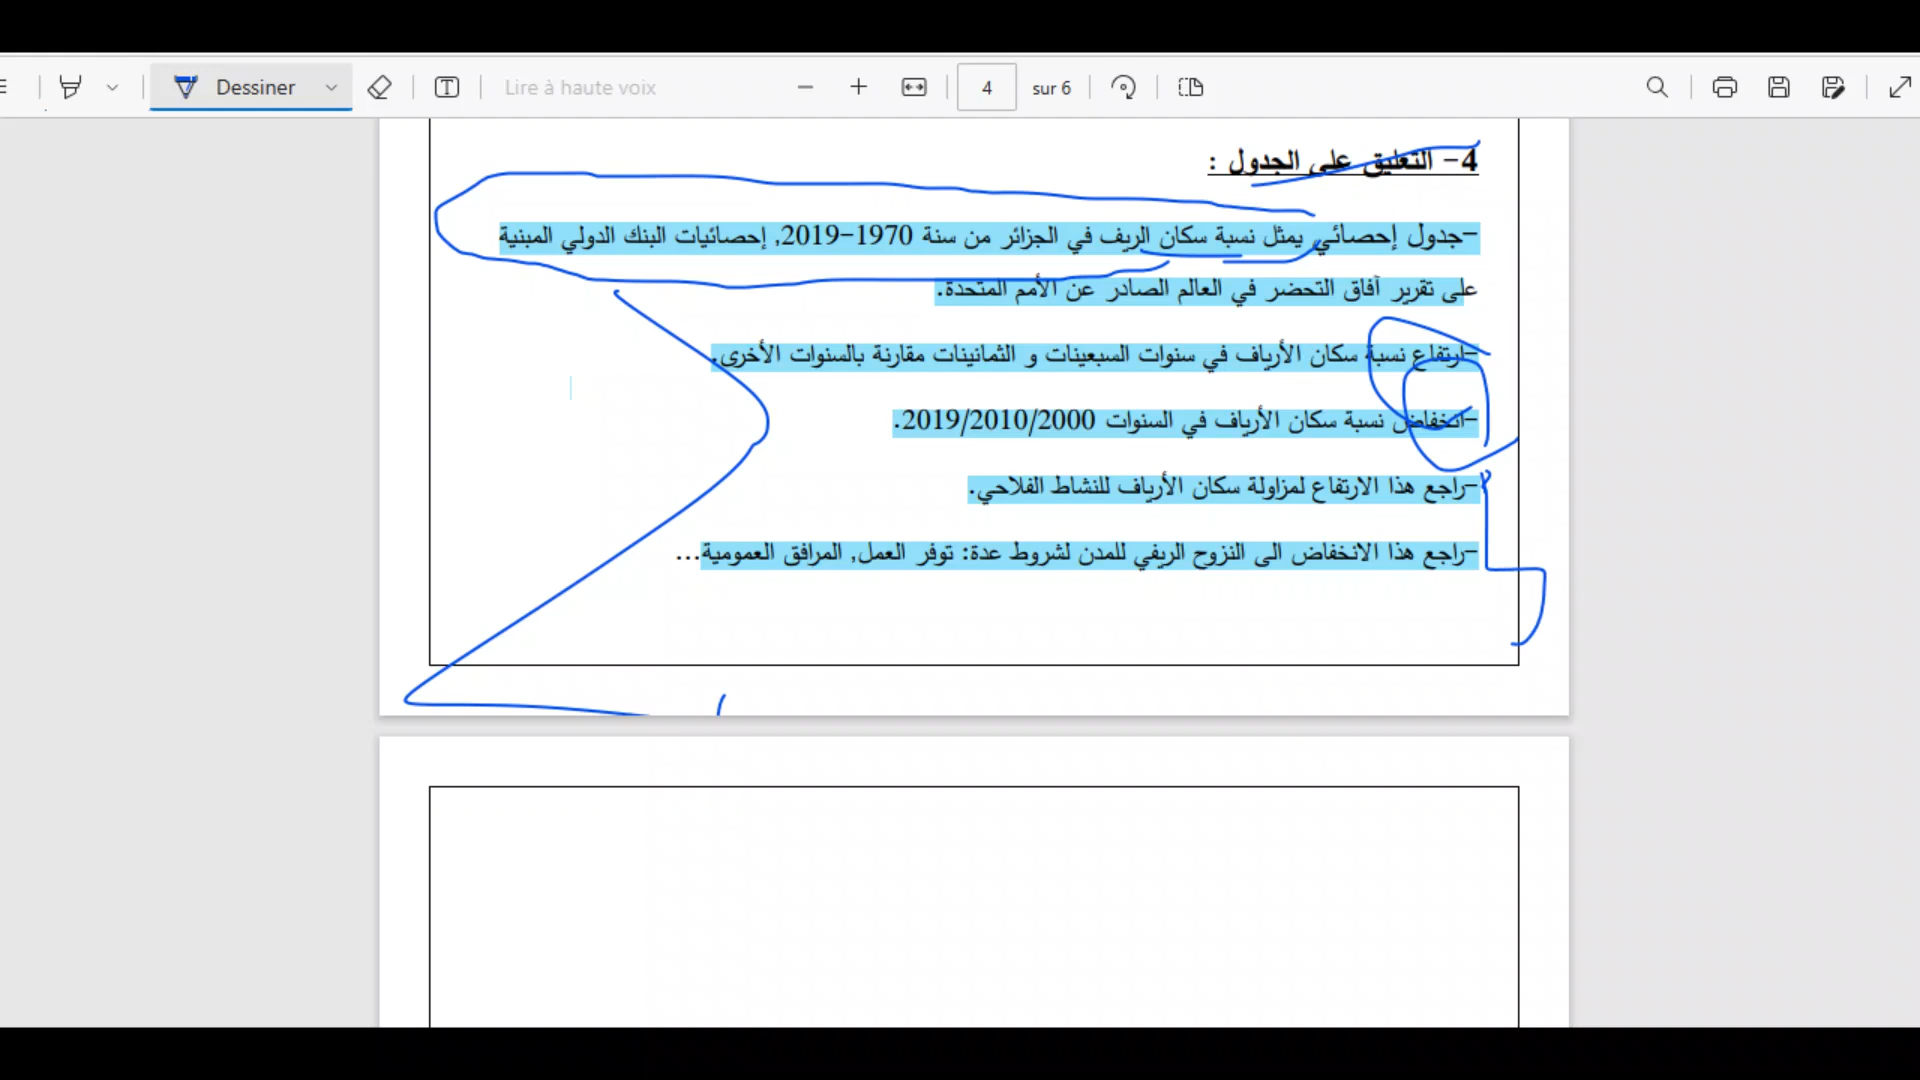 Dessiner
Lire à haute voix
4
sur 6
4- التعليق على الجدول :
-جدول إحصائي يمثل نسبة سكان الريف في الجزائر من سنة 1970-2019, إحصائيات البنك الدولي المبنية
على تقرير آفاق التحضر في العالم الصادر عن الأمم المتحدة.
-ارتفاع نسبة سكان الأرياف في سنوات السبعينات و الثمانينات مقارنة بالسنوات الأخرى.
-انخفاض نسبة سكان الأرياف في السنوات 2019/2010/2000.
-راجع هذا الارتفاع لمزاولة سكان الأرياف للنشاط الفلاحي.
-راجع هذا الانخفاض الى النزوح الريفي للمدن لشروط عدة: توفر العمل, المرافق العمومية...